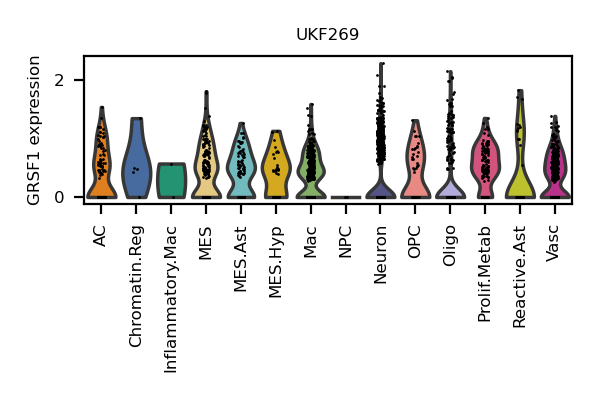 UKF269
GRSF1 expression
2
0
AC
Chromatin.Reg
Inflammatory.Mac
MES
MES.Ast
MES.Hyp
Mac
NPC
Neuron
OPC
Oligo
Prolif.Metab
Reactive.Ast
Vasc